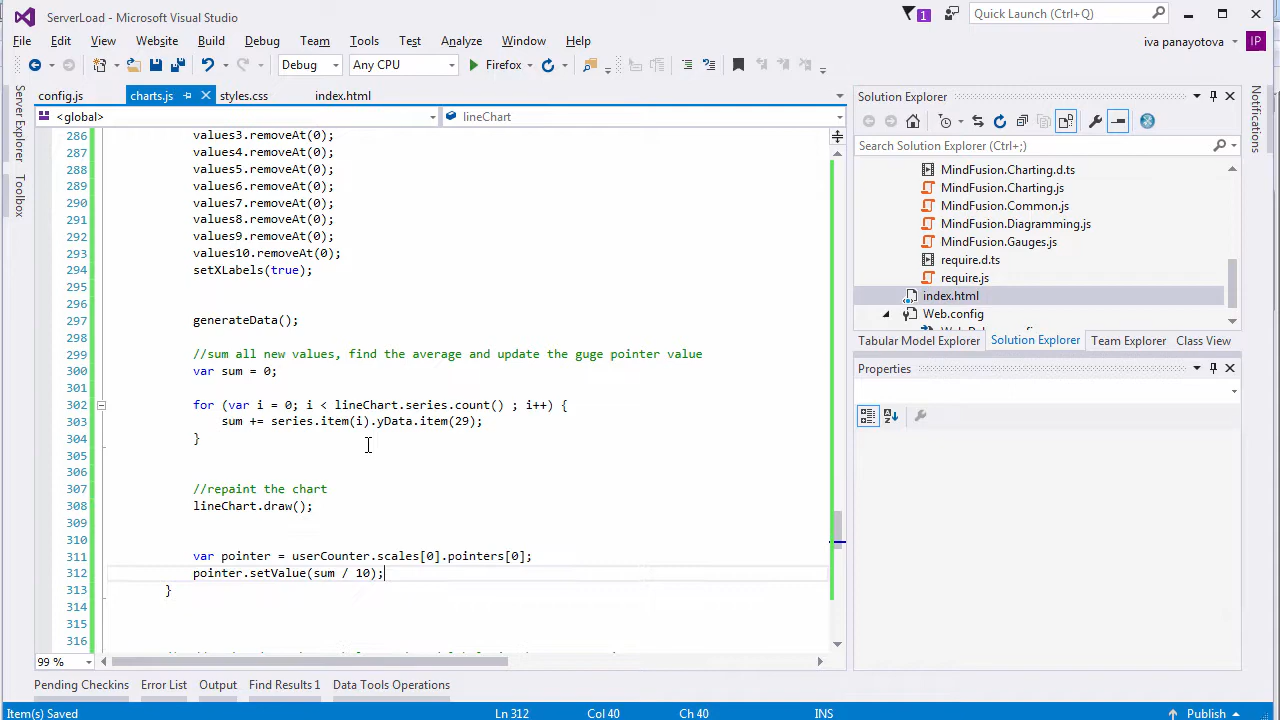 ServerLoad - Microsoft Visual Studio
1
Quick Launch (Ctrl+Q)
File Edit View Website Build Debug Team Tools Test Analyze Window Help
iva panayotova
IP
Debug Any CPU Firefox
Server Explorer
Toolbox
config.js charts.js styles.css index.html
<global> lineChart
286 values3.removeAt(0);
287 values4.removeAt(0);
288 values5.removeAt(0);
289 values6.removeAt(0);
290 values7.removeAt(0);
291 values8.removeAt(0);
292 values9.removeAt(0);
293 values10.removeAt(0);
294 setXLabels(true);
295
296
297 generateData();
298
299 //sum all new values, find the average and update the guge pointer value
300 var sum = 0;
301
302 for (var i = 0; i < lineChart.series.count() ; i++) {
303 sum += series.item(i).yData.item(29);
304 }
305
306
307 //repaint the chart
308 lineChart.draw();
309
310
311 var pointer = userCounter.scales[0].pointers[0];
312 pointer.setValue(sum / 10);
313 }
314
315
316
99 %
Solution Explorer
Search Solution Explorer (Ctrl+;)
MindFusion.Charting.d.ts
MindFusion.Charting.js
MindFusion.Common.js
MindFusion.Diagramming.js
MindFusion.Gauges.js
require.d.ts
require.js
index.html
Web.config
Tabular Model Explorer Solution Explorer Team Explorer Class View
Properties
Notifications
Pending Checkins Error List Output Find Results 1 Data Tools Operations
Item(s) Saved Ln 312 Col 40 Ch 40 INS Publish